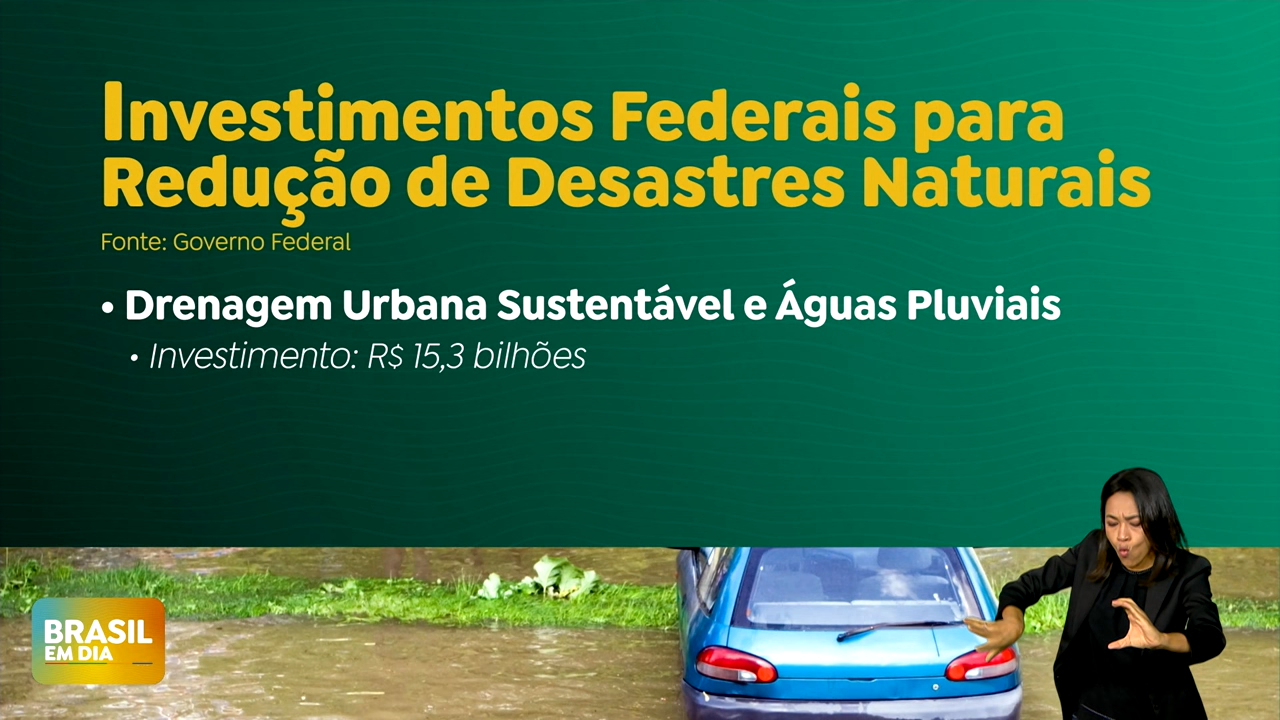 Investimentos Federais para
Redução de Desastres Naturais
Fonte: Governo Federal
• Drenagem Urbana Sustentável e Águas Pluviais
• Investimento: R$ 15,3 bilhões
BRASIL
EM DIA